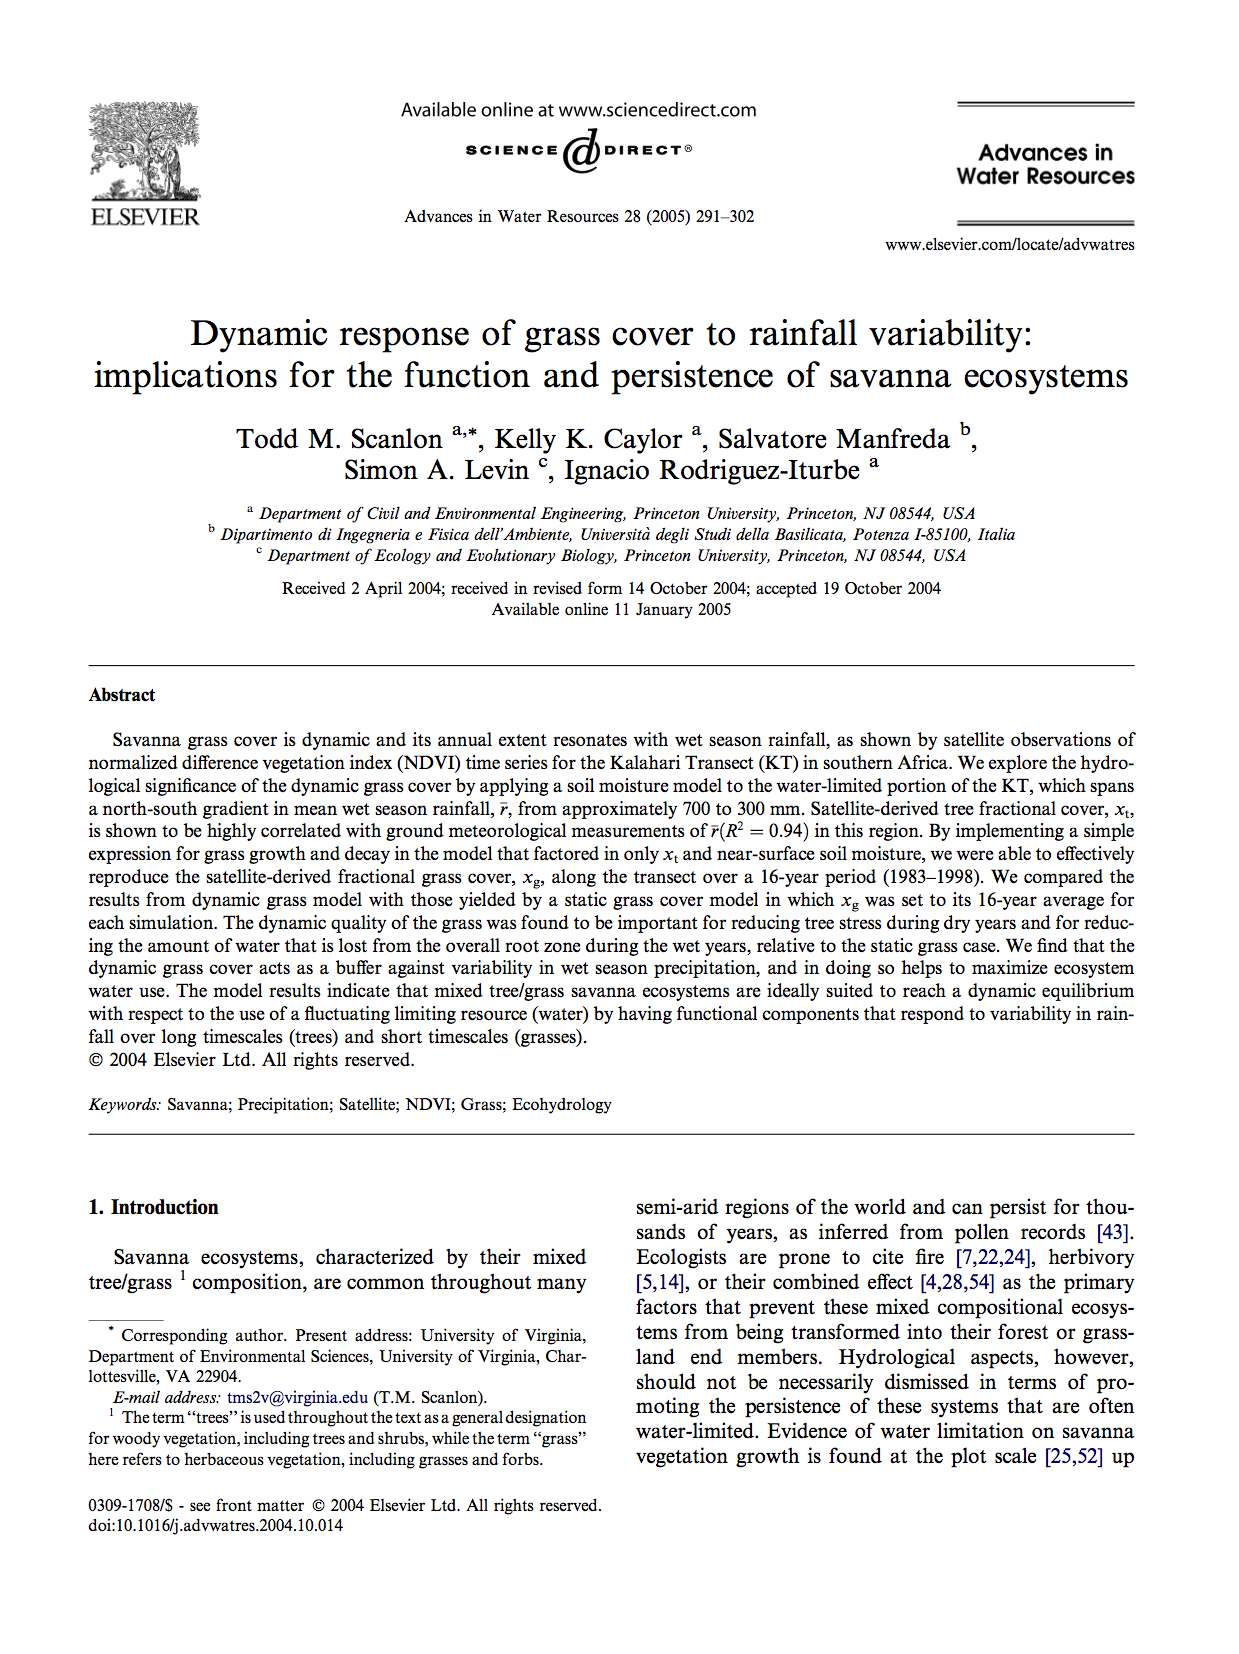 Available online at www.sciencedirect.com
SCIENCE DIRECT®
ELSEVIER
Advances in
Water Resources
Advances in Water Resources 28 (2005) 291–302
www.elsevier.com/locate/advwatres
Dynamic response of grass cover to rainfall variability:
implications for the function and persistence of savanna ecosystems
Todd M. Scanlon a,*, Kelly K. Caylor a, Salvatore Manfreda b,
Simon A. Levin c, Ignacio Rodriguez-Iturbe a
a Department of Civil and Environmental Engineering, Princeton University, Princeton, NJ 08544, USA
b Dipartimento di Ingegneria e Fisica dell'Ambiente, Università degli Studi della Basilicata, Potenza I-85100, Italia
c Department of Ecology and Evolutionary Biology, Princeton University, Princeton, NJ 08544, USA
Received 2 April 2004; received in revised form 14 October 2004; accepted 19 October 2004
Available online 11 January 2005
Abstract
Savanna grass cover is dynamic and its annual extent resonates with wet season rainfall, as shown by satellite observations of
normalized difference vegetation index (NDVI) time series for the Kalahari Transect (KT) in southern Africa. We explore the hydro-
logical significance of the dynamic grass cover by applying a soil moisture model to the water-limited portion of the KT, which spans
a north-south gradient in mean wet season rainfall, r̄, from approximately 700 to 300 mm. Satellite-derived tree fractional cover, xt,
is shown to be highly correlated with ground meteorological measurements of r̄(R² = 0.94) in this region. By implementing a simple
expression for grass growth and decay in the model that factored in only xt and near-surface soil moisture, we were able to effectively
reproduce the satellite-derived fractional grass cover, xg, along the transect over a 16-year period (1983–1998). We compared the
results from dynamic grass model with those yielded by a static grass cover model in which xg was set to its 16-year average for
each simulation. The dynamic quality of the grass was found to be important for reducing tree stress during dry years and for reduc-
ing the amount of water that is lost from the overall root zone during the wet years, relative to the static grass case. We find that the
dynamic grass cover acts as a buffer against variability in wet season precipitation, and in doing so helps to maximize ecosystem
water use. The model results indicate that mixed tree/grass savanna ecosystems are ideally suited to reach a dynamic equilibrium
with respect to the use of a fluctuating limiting resource (water) by having functional components that respond to variability in rain-
fall over long timescales (trees) and short timescales (grasses).
© 2004 Elsevier Ltd. All rights reserved.
Keywords: Savanna; Precipitation; Satellite; NDVI; Grass; Ecohydrology
1. Introduction
Savanna ecosystems, characterized by their mixed
tree/grass 1 composition, are common throughout many
* Corresponding author. Present address: University of Virginia,
Department of Environmental Sciences, University of Virginia, Char-
lottesville, VA 22904.
E-mail address: tms2v@virginia.edu (T.M. Scanlon).
1 The term "trees" is used throughout the text as a general designation
for woody vegetation, including trees and shrubs, while the term "grass"
here refers to herbaceous vegetation, including grasses and forbs.
semi-arid regions of the world and can persist for thou-
sands of years, as inferred from pollen records [43].
Ecologists are prone to cite fire [7,22,24], herbivory
[5,14], or their combined effect [4,28,54] as the primary
factors that prevent these mixed compositional ecosys-
tems from being transformed into their forest or grass-
land end members. Hydrological aspects, however,
should not be necessarily dismissed in terms of pro-
moting the persistence of these systems that are often
water-limited. Evidence of water limitation on savanna
vegetation growth is found at the plot scale [25,52] up
0309-1708/$ - see front matter © 2004 Elsevier Ltd. All rights reserved.
doi:10.1016/j.advwatres.2004.10.014